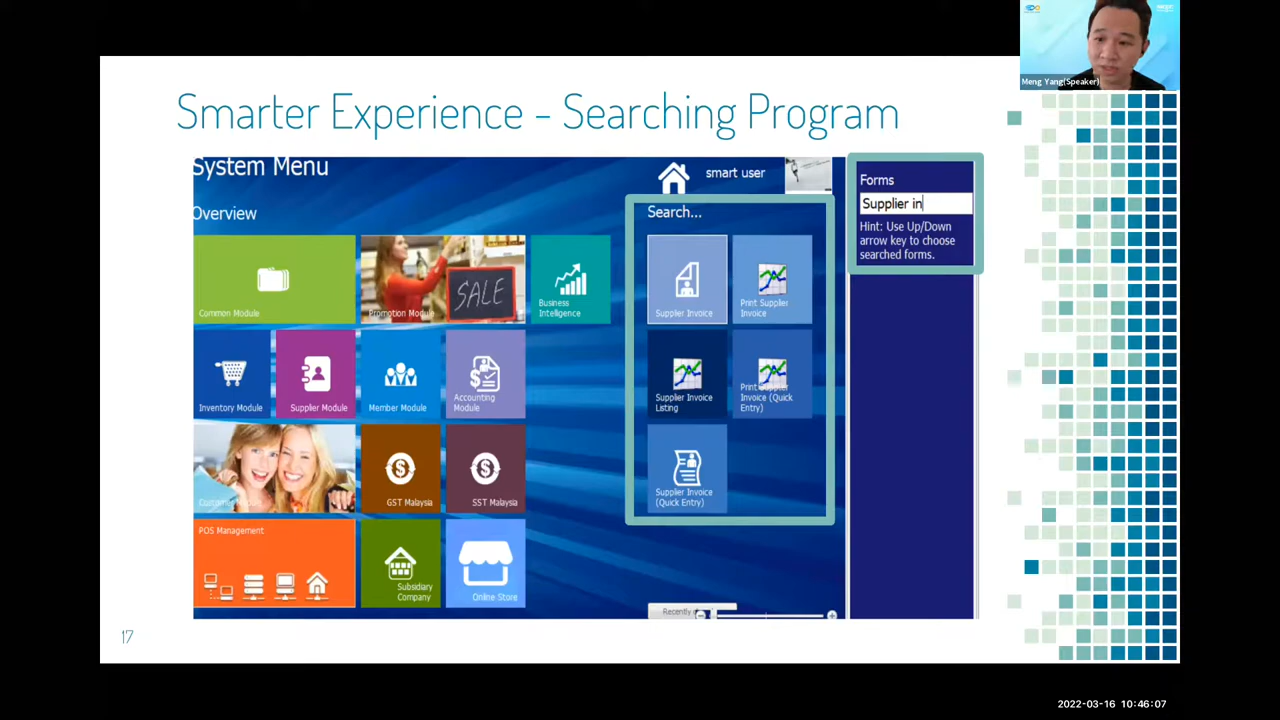 Meng Yang(Speaker)
Smarter Experience - Searching Program
System Menu
smart user
Overview
Common Module
Promotion Module
SALE
Business
Intelligence
Inventory Module
Supplier Module
Member Module
Accounting
Module
GST Malaysia
SST Malaysia
POS Management
Subsidiary
Company
Online Store
Search...
Supplier Invoice
Print Supplier
Invoice
Supplier Invoice
Listing
Print Supplier
Invoice (Quick
Entry)
Supplier Invoice
(Quick Entry)
Recently
Forms
Supplier in
Hint: Use Up/Down
arrow key to choose
searched forms.
17
2022-03-16 10:46:07